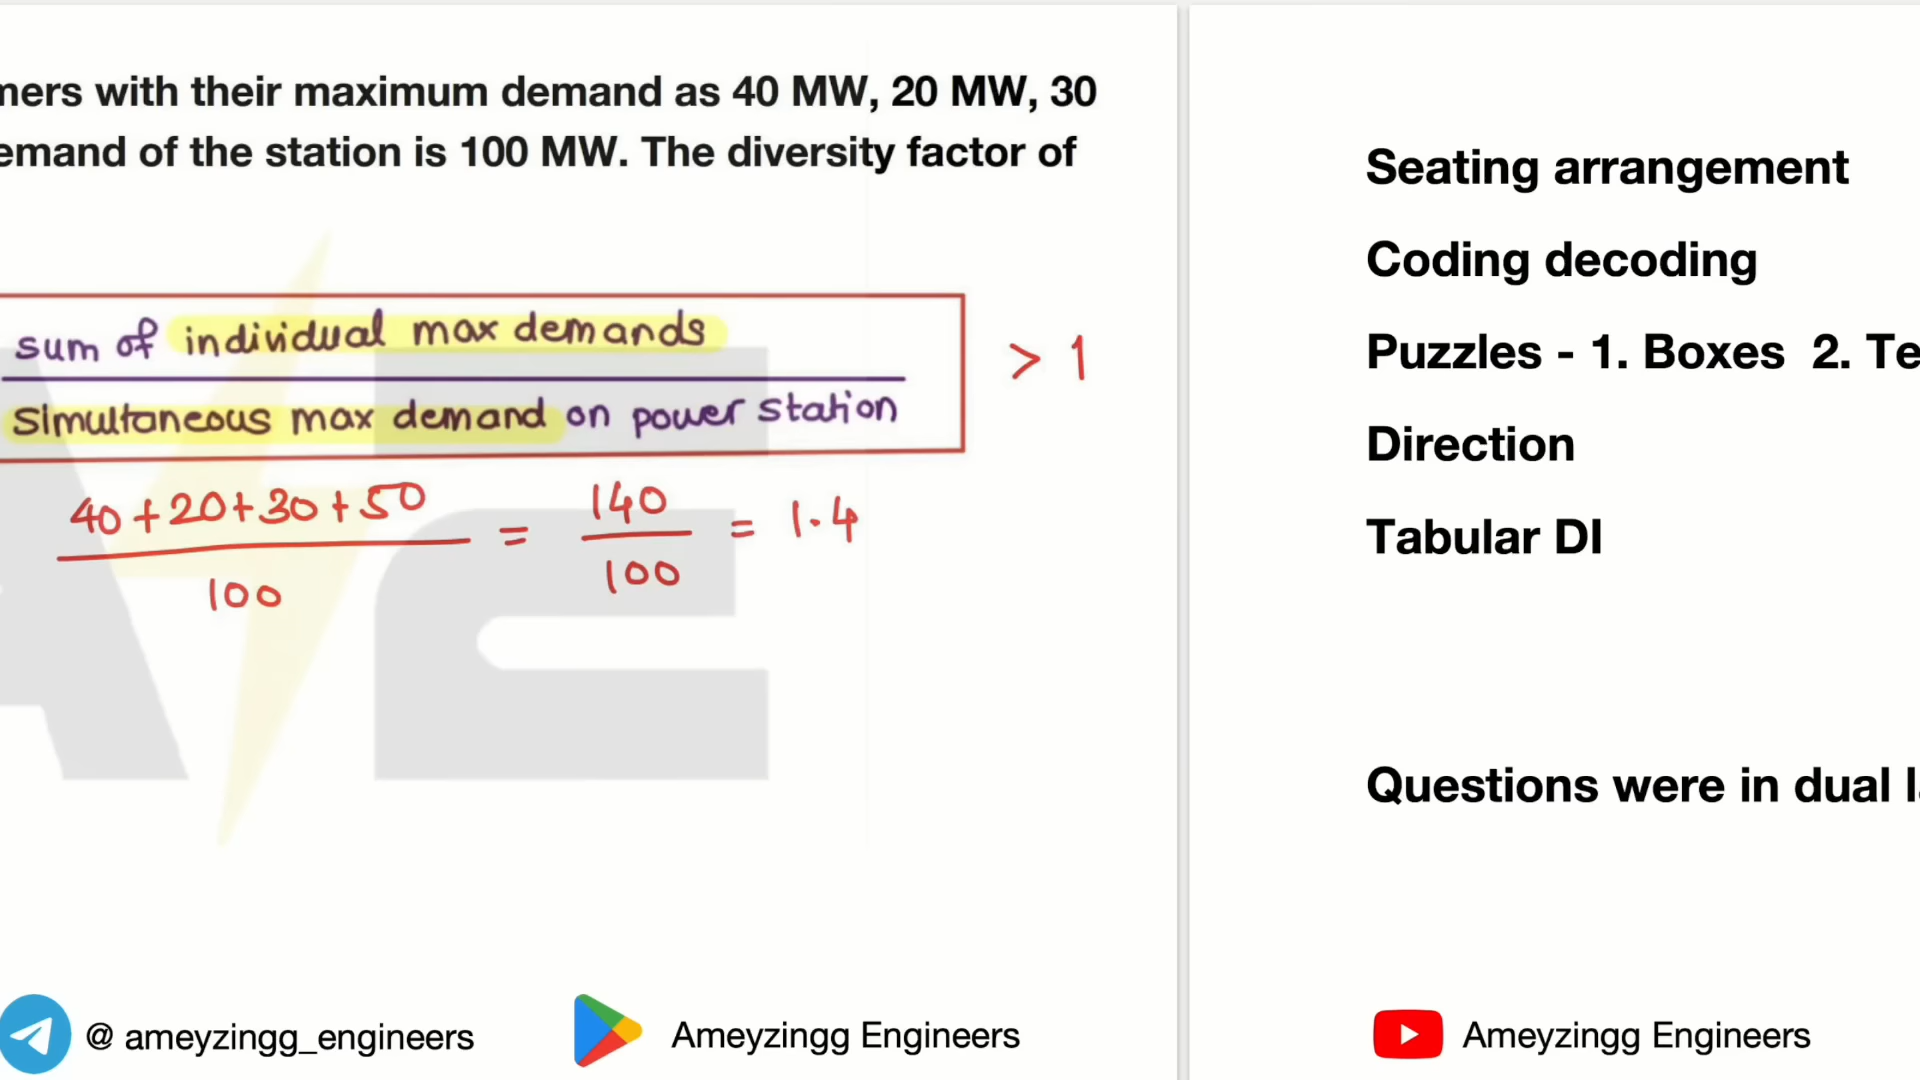 mers with their maximum demand as 40 MW, 20 MW, 30
emand of the station is 100 MW. The diversity factor of
sum of individual max demands
simultaneous max demand on power station
> 1
40+20+30+50
100
= 140
100
= 1.4
@ ameyzingg_engineers
Ameyzingg Engineers
Seating arrangement
Coding decoding
Puzzles - 1. Boxes 2. Te
Direction
Tabular DI
Questions were in dual l
Ameyzingg Engineers